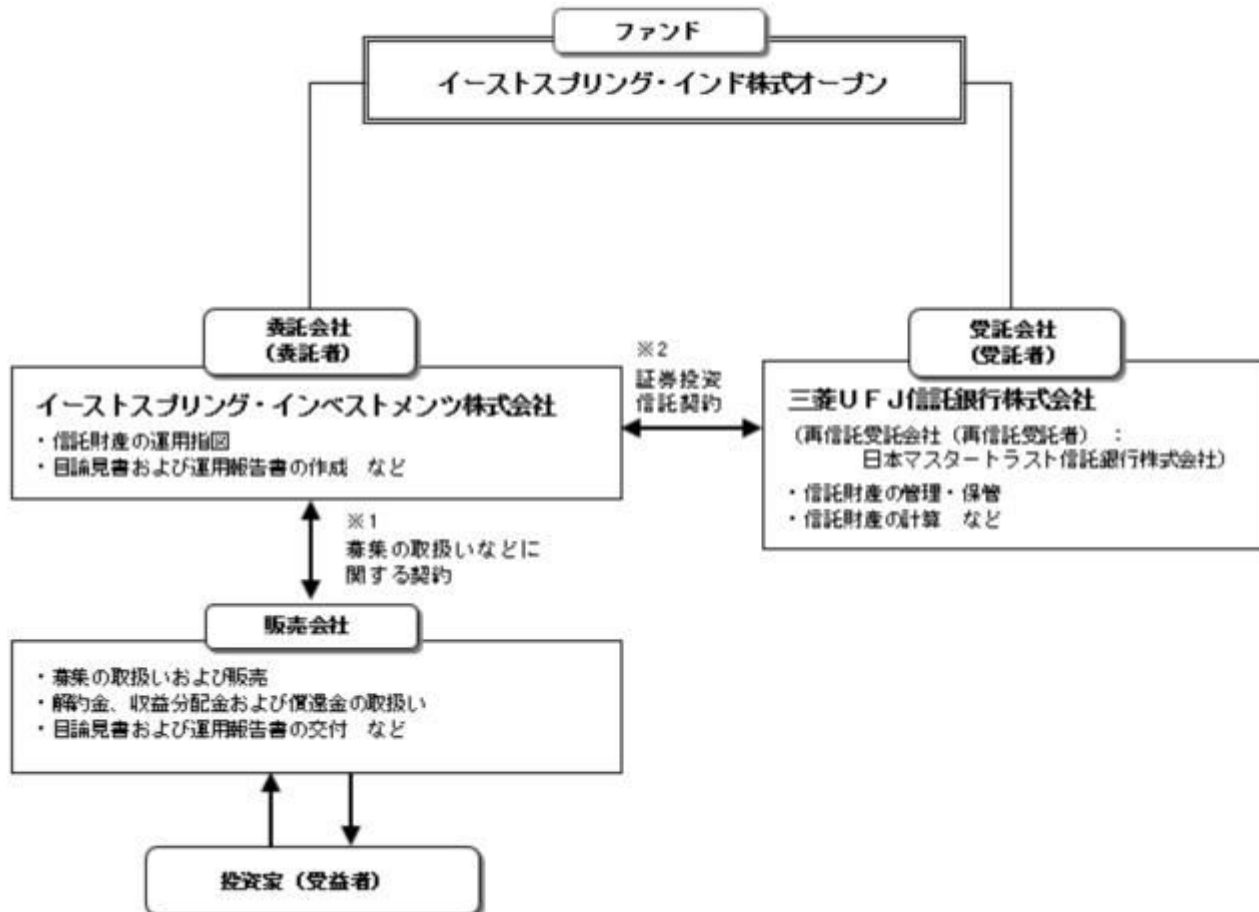 ファンド
イーストスプリング・インド株式オープン
委託会社
(委託者)
イーストスプリング・インベストメンツ株式会社
・信託財産の運用指図
・目論見書および運用報告書の作成　など
※2
証券投資
信託契約
受託会社
(受託者)
三菱ＵＦＪ信託銀行株式会社
（再信託受託会社（再信託受託者）：
日本マスタートラスト信託銀行株式会社）
・信託財産の管理・保管
・信託財産の計算　など
※1
募集の取扱いなどに
関する契約
販売会社
・募集の取扱いおよび販売
・解約金、収益分配金および償還金の取扱い
・目論見書および運用報告書の交付　など
投資家（受益者）